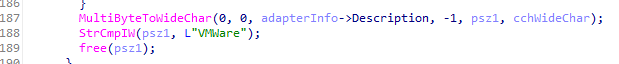 186 }
187 MultiByteToWideChar(0, 0, adapterInfo->Description, -1, psz1, cchWideChar);
188 StrCmpIW(psz1, L"VMWare");
189 free(psz1);
190 }